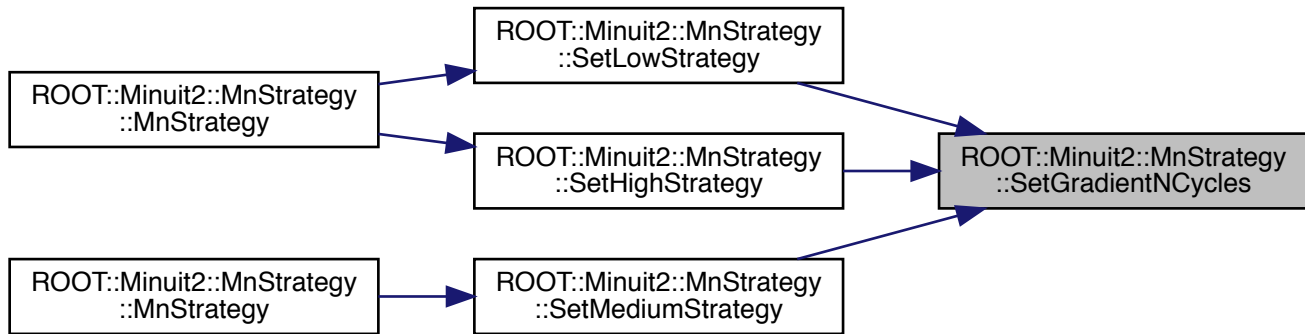 ROOT::Minuit2::MnStrategy
::SetLowStrategy
ROOT::Minuit2::MnStrategy
::MnStrategy
ROOT::Minuit2::MnStrategy
::SetHighStrategy
ROOT::Minuit2::MnStrategy
::SetGradientNCycles
ROOT::Minuit2::MnStrategy
::MnStrategy
ROOT::Minuit2::MnStrategy
::SetMediumStrategy